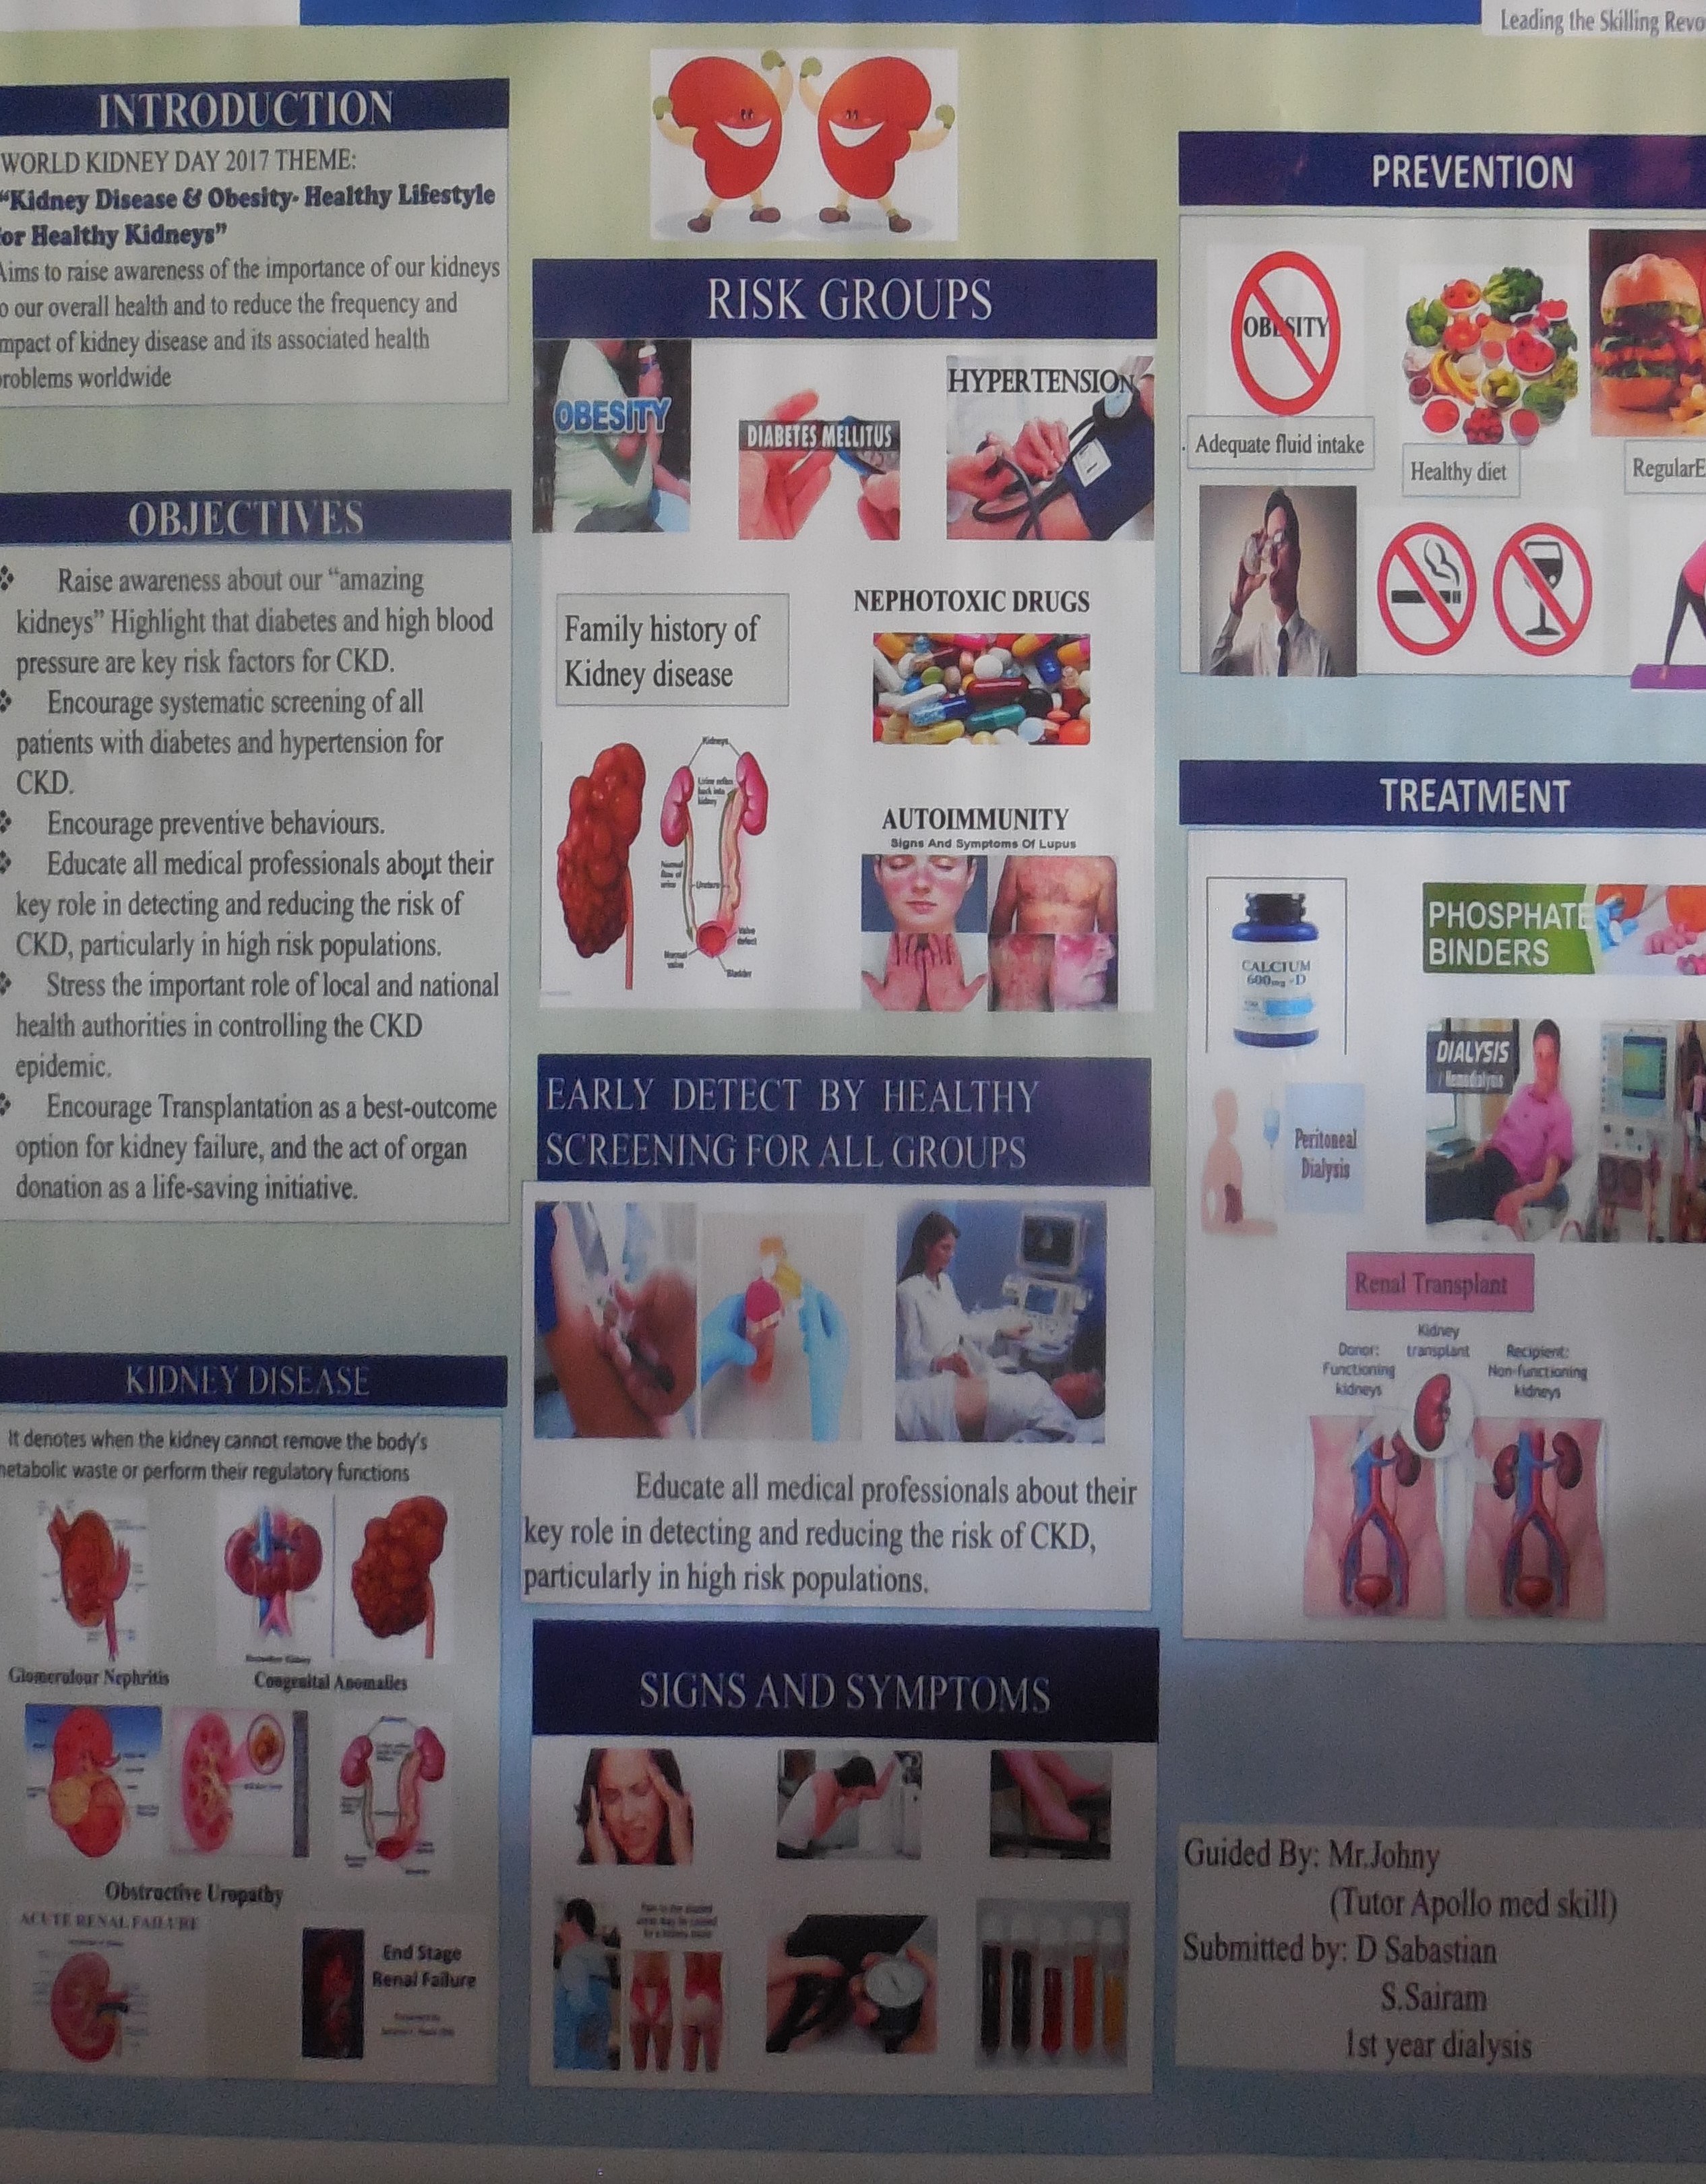 Leading the Skilling Revo
INTRODUCTION
WORLD KIDNEY DAY 2017 THEME:
“Kidney Disease & Obesity- Healthy Lifestyle
or Healthy Kidneys”
Aims to raise awareness of the importance of our kidneys
o our overall health and to reduce the frequency and
mpact of kidney disease and its associated health
roblems worldwide
OBJECTIVES
Raise awareness about our “amazing
kidneys” Highlight that diabetes and high blood
pressure are key risk factors for CKD.
Encourage systematic screening of all
patients with diabetes and hypertension for
CKD.
Encourage preventive behaviours.
Educate all medical professionals about their
key role in detecting and reducing the risk of
CKD, particularly in high risk populations.
Stress the important role of local and national
health authorities in controlling the CKD
epidemic.
Encourage Transplantation as a best-outcome
option for kidney failure, and the act of organ
donation as a life-saving initiative.
KIDNEY DISEASE
It denotes when the kidney cannot remove the body's
metabolic waste or perform their regulatory functions
Glomerulour Nephritis
Congenital Anomalies
Obstructive Uropathy
ACUTE RENAL FAILURE
End Stage
Renal Failure
RISK GROUPS
OBESITY
DIABETES MELLITUS
HYPERTENSION
Family history of
Kidney disease
NEPHOTOXIC DRUGS
Kidneys
Urine reflux
back into
kidney
Normal
flow of
urine
Ureters
Valve
defect
Normal
valve
Bladder
AUTOIMMUNITY
Signs And Symptoms Of Lupus
EARLY DETECT BY HEALTHY
SCREENING FOR ALL GROUPS
Educate all medical professionals about their
key role in detecting and reducing the risk of CKD,
particularly in high risk populations.
SIGNS AND SYMPTOMS
PREVENTION
OBESITY
Adequate fluid intake
Healthy diet
RegularE
TREATMENT
CALCIUM
600mg +D
PHOSPHATE
BINDERS
DIALYSIS
/ Hemodialysis
Peritoneal
Dialysis
Renal Transplant
Kidney
transplant
Donor:
Functioning
kidneys
Recipient:
Non-functioning
kidneys
Guided By: Mr.Johny
(Tutor Apollo med skill)
Submitted by: D Sabastian
S.Sairam
1st year dialysis